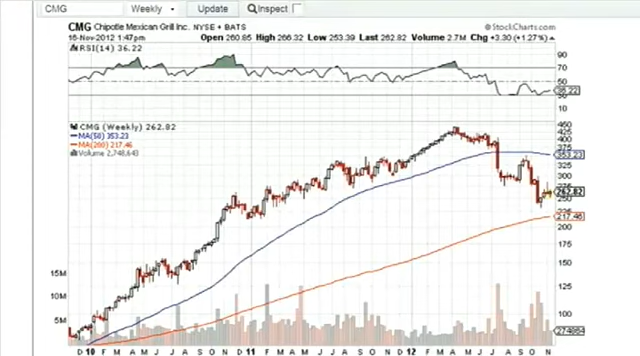 CMG Weekly Update Inspect
CMG Chipotle Mexican Grill Inc. NYSE + BATS © StockCharts.com
16-Nov-2012 1:47pm Open 260.85 High 266.32 Low 253.39 Last 262.82 Volume 2.7M Chg +3.30 (+1.27%)
RSI(14) 36.22
90
70
50
36.22
30
10
CMG (Weekly) 262.82
MA(50) 353.23
MA(200) 217.46
Volume 2,748,643
450
425
400
375
353.23
325
300
275
262.82
250
225
217.46
200
175
150
125
100
15M
10M
5M
2748643
D 10 F M A M J J A S O N D 11 F M A M J J A S O N D 12 F M A M J J A S O